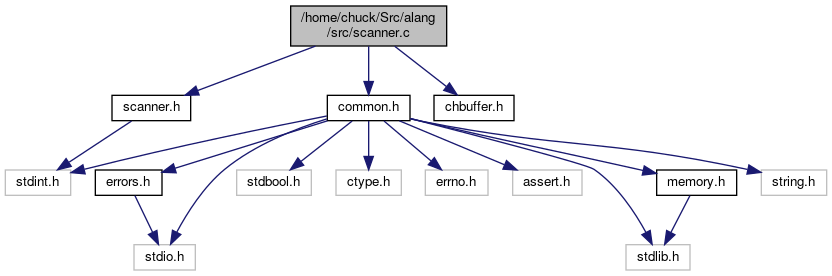 /home/chuck/Src/alang
/src/scanner.c
scanner.h
common.h
chbuffer.h
stdint.h
errors.h
stdbool.h
ctype.h
errno.h
assert.h
memory.h
string.h
stdio.h
stdlib.h